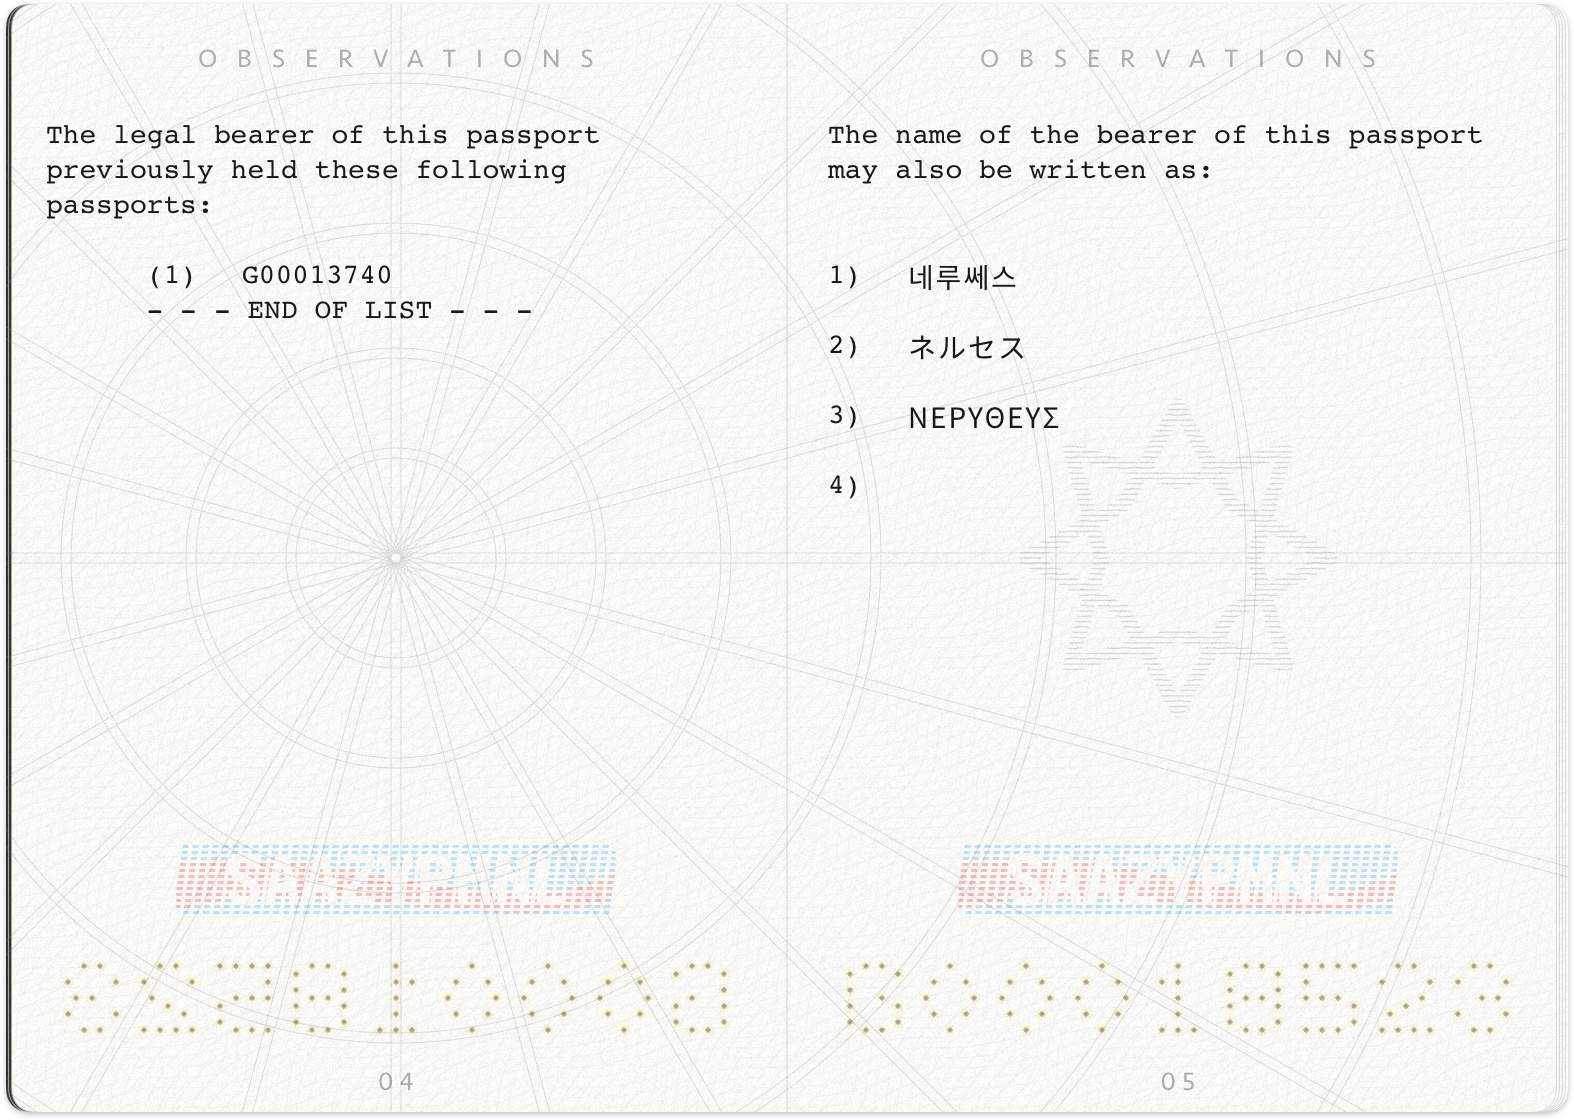 OBSERVATIONS
The legal bearer of this passport
previously held these following
passports:
(1) G00013740
– – – END OF LIST – – –
04
OBSERVATIONS
The name of the bearer of this passport
may also be written as:
1) 네루쎄스
2) ネルセス
3) ΝΕΡΥΘΕΥΣ
4)
05